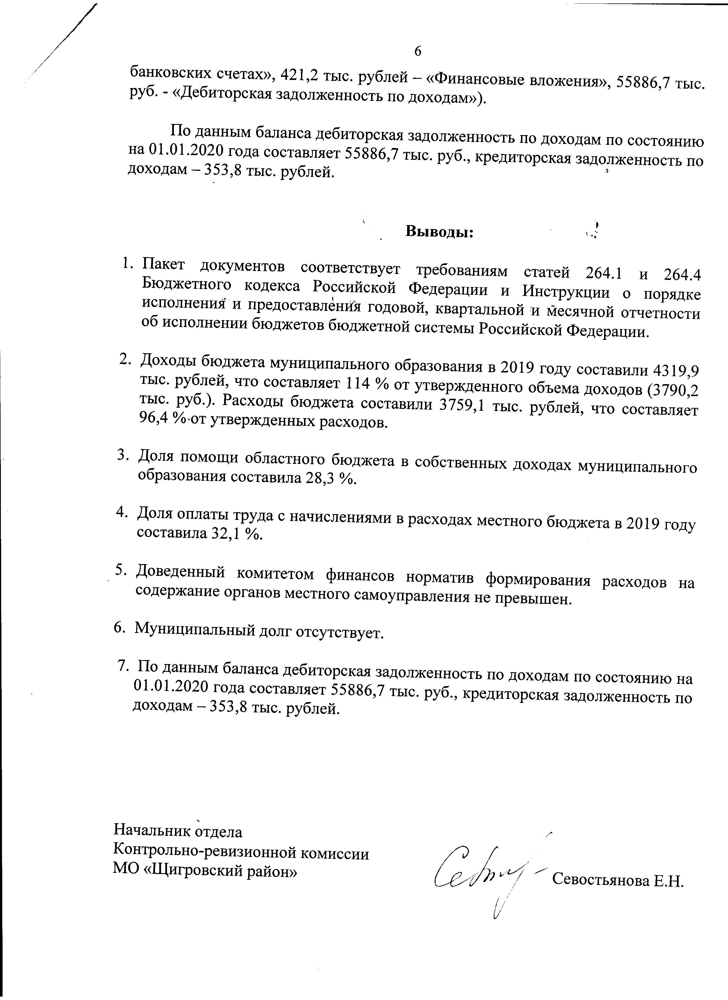 6
банковских счетах», 421,2 тыс. рублей – «Финансовые вложения», 55886,7 тыс.
руб. - «Дебиторская задолженность по доходам»).
По данным баланса дебиторская задолженность по доходам по состоянию
на 01.01.2020 года составляет 55886,7 тыс. руб., кредиторская задолженность по
доходам – 353,8 тыс. рублей.
Выводы:
1. Пакет документов соответствует требованиям статей 264.1 и 264.4
Бюджетного кодекса Российской Федерации и Инструкции о порядке
исполнения и предоставления годовой, квартальной и месячной отчетности
об исполнении бюджетов бюджетной системы Российской Федерации.
2. Доходы бюджета муниципального образования в 2019 году составили 4319,9
тыс. рублей, что составляет 114 % от утвержденного объема доходов (3790,2
тыс. руб.). Расходы бюджета составили 3759,1 тыс. рублей, что составляет
96,4 % от утвержденных расходов.
3. Доля помощи областного бюджета в собственных доходах муниципального
образования составила 28,3 %.
4. Доля оплаты труда с начислениями в расходах местного бюджета в 2019 году
составила 32,1 %.
5. Доведенный комитетом финансов норматив формирования расходов на
содержание органов местного самоуправления не превышен.
6. Муниципальный долг отсутствует.
7. По данным баланса дебиторская задолженность по доходам по состоянию на
01.01.2020 года составляет 55886,7 тыс. руб., кредиторская задолженность по
доходам – 353,8 тыс. рублей.
Начальник отдела
Контрольно-ревизионной комиссии
МО «Щигровский район»
Севостьянова Е.Н.